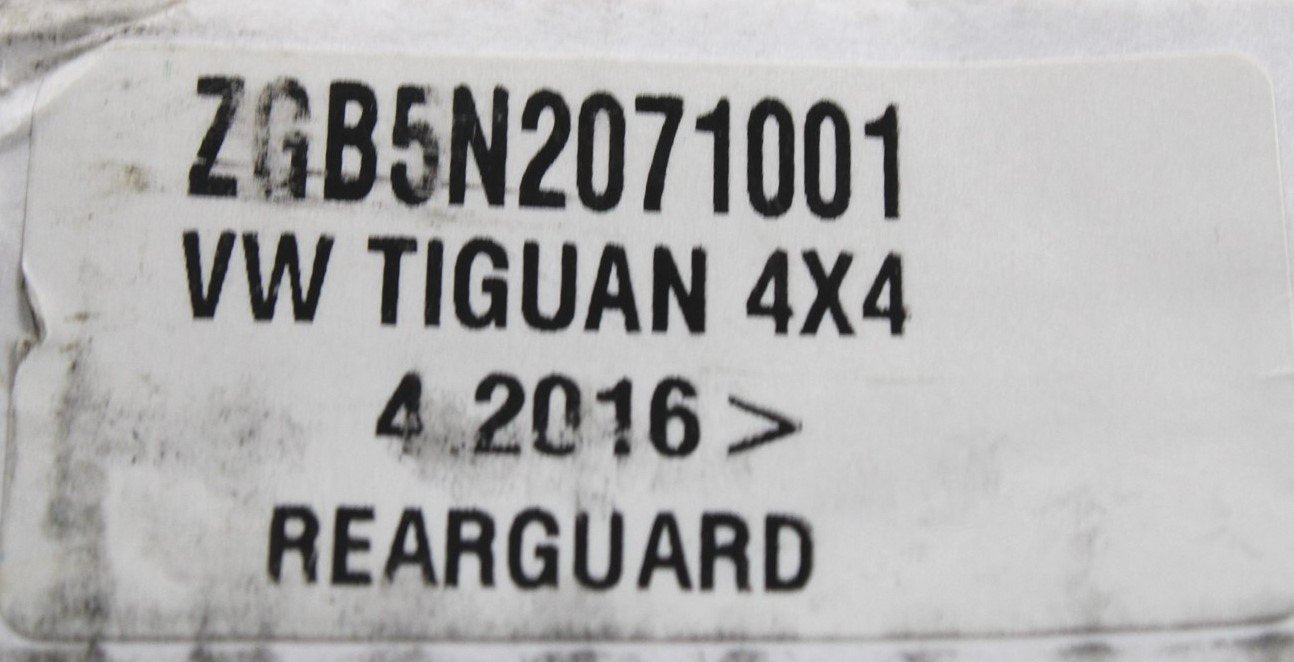 ZGB5N2071001
VW TIGUAN 4X4
4 2016 >
REARGUARD